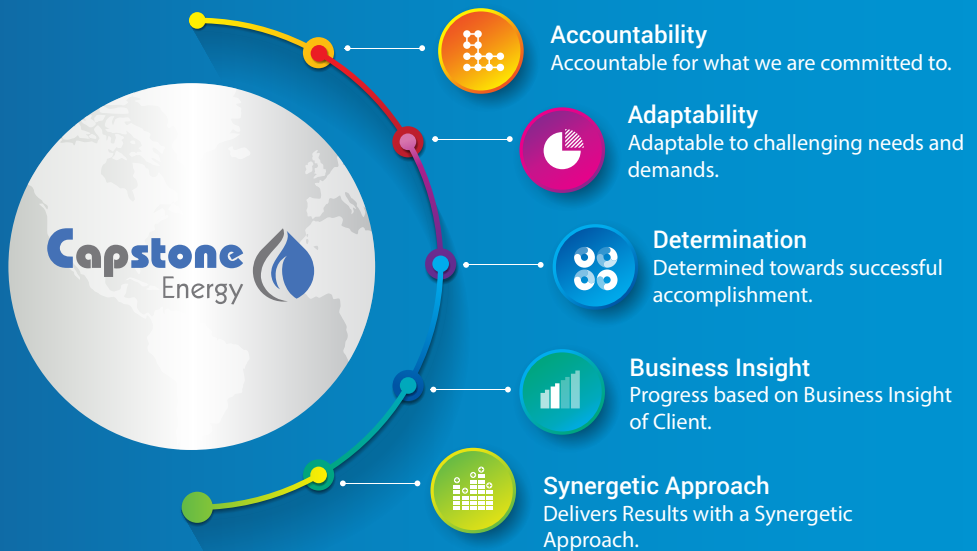 Capstone
Energy
Accountability
Accountable for what we are committed to.
Adaptability
Adaptable to challenging needs and
demands.
Determination
Determined towards successful
accomplishment.
Business Insight
Progress based on Business Insight
of Client.
Synergetic Approach
Delivers Results with a Synergetic
Approach.